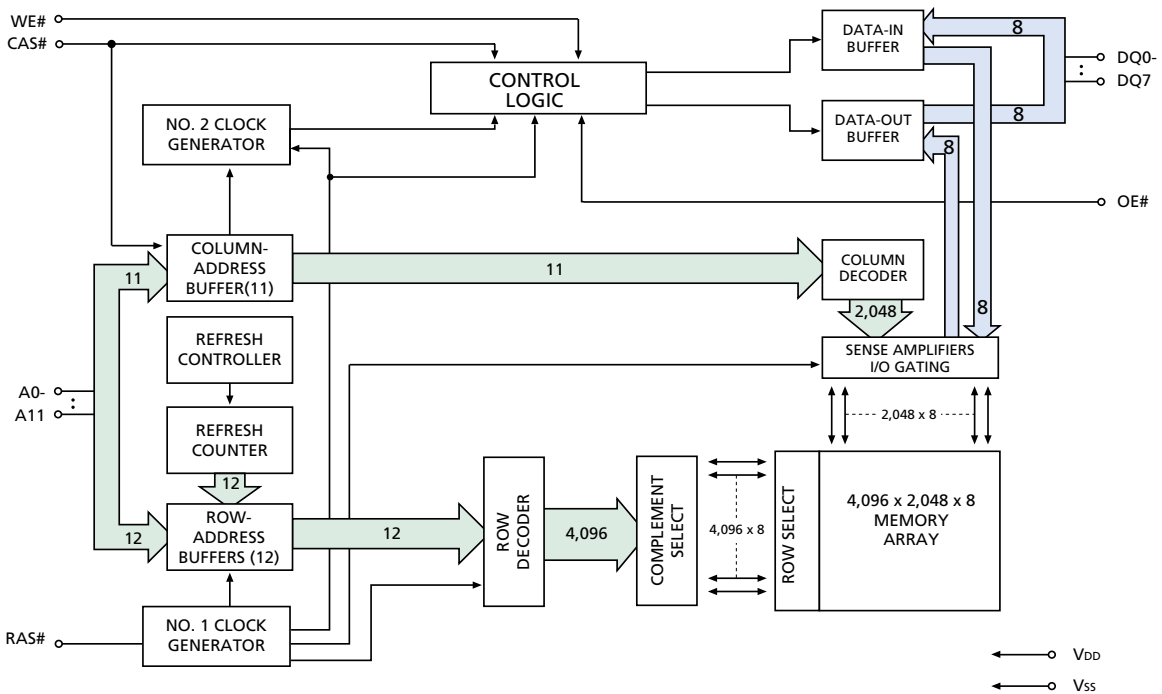 WE#
CAS#
CONTROL
LOGIC
DATA-IN
BUFFER
8
DQ0-
DQ7
NO. 2 CLOCK
GENERATOR
DATA-OUT
BUFFER
8
8
OE#
COLUMN-
ADDRESS
BUFFER(11)
11
11
COLUMN
DECODER
2,048
8
REFRESH
CONTROLLER
SENSE AMPLIFIERS
I/O GATING
A0-
A11
REFRESH
COUNTER
2,048 x 8
12
12
ROW-
ADDRESS
BUFFERS (12)
12
ROW
DECODER
4,096
COMPLEMENT
SELECT
4,096 x 8
ROW SELECT
4,096 x 2,048 x 8
MEMORY
ARRAY
RAS#
NO. 1 CLOCK
GENERATOR
VDD
VSS